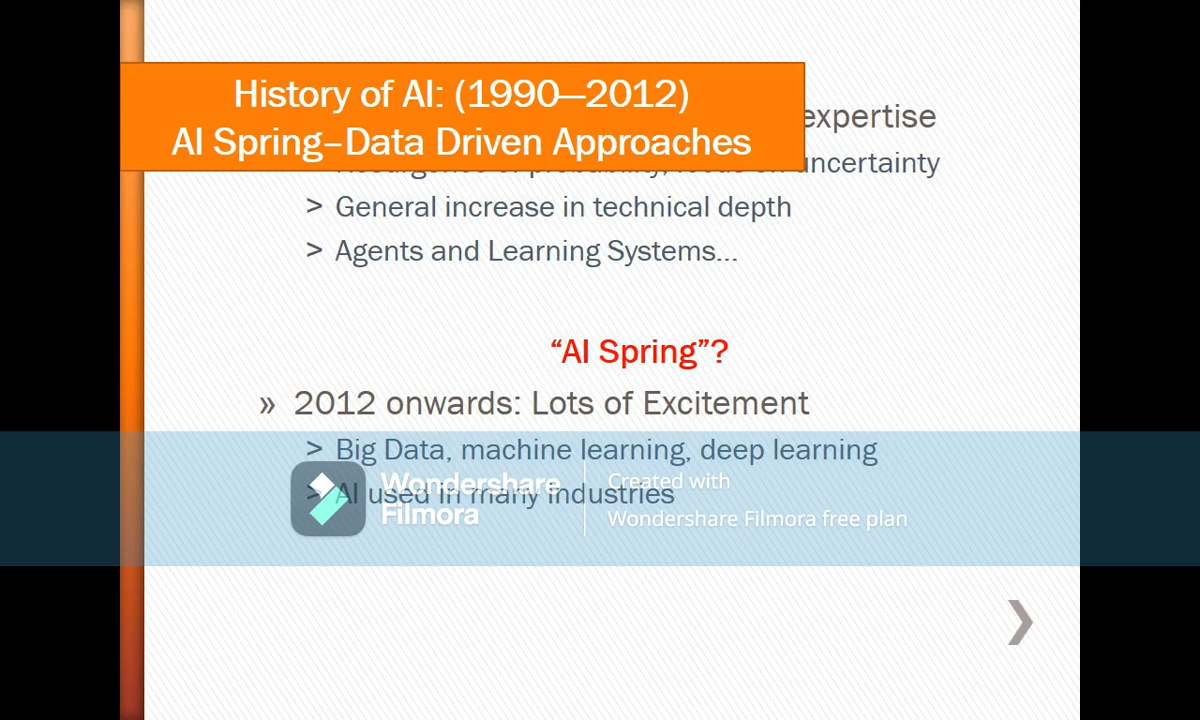 History of AI: (1990—2012)
AI Spring–Data Driven Approaches
expertise
uncertainty
> General increase in technical depth
> Agents and Learning Systems...
“AI Spring”?
» 2012 onwards: Lots of Excitement
> Big Data, machine learning, deep learning
> AI used in many industries
Wondershare
Filmora
Created with
Wondershare Filmora free plan